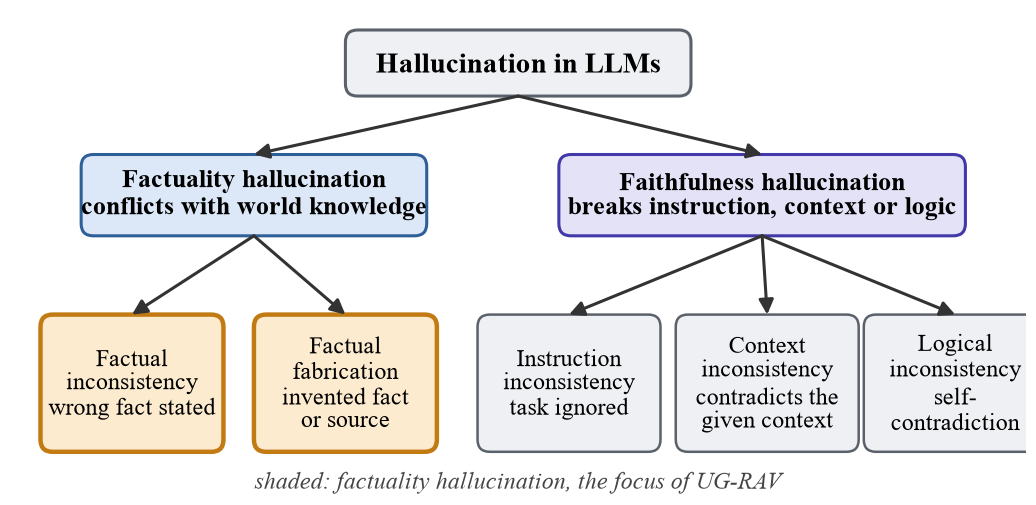 Hallucination in LLMs
Factuality hallucination
conflicts with world knowledge
Faithfulness hallucination
breaks instruction, context or logic
Factual
inconsistency
wrong fact stated
Factual
fabrication
invented fact
or source
Instruction
inconsistency
task ignored
Context
inconsistency
contradicts the
given context
Logical
inconsistency
self-
contradiction
shaded: factuality hallucination, the focus of UG-RAV